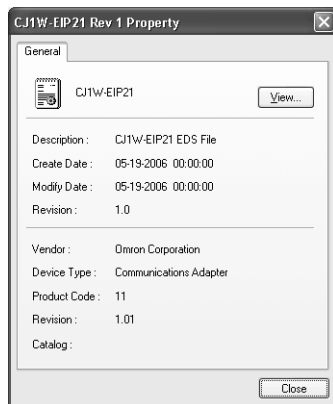 CJ1W-EIP21 Rev 1 Property
General
CJ1W-EIP21
View...
Description : CJ1W-EIP21 EDS File
Create Date : 05-19-2006 00:00:00
Modify Date : 05-19-2006 00:00:00
Revision : 1.0
Vendor : Omron Corporation
Device Type : Communications Adapter
Product Code : 11
Revision : 1.01
Catalog :
Close